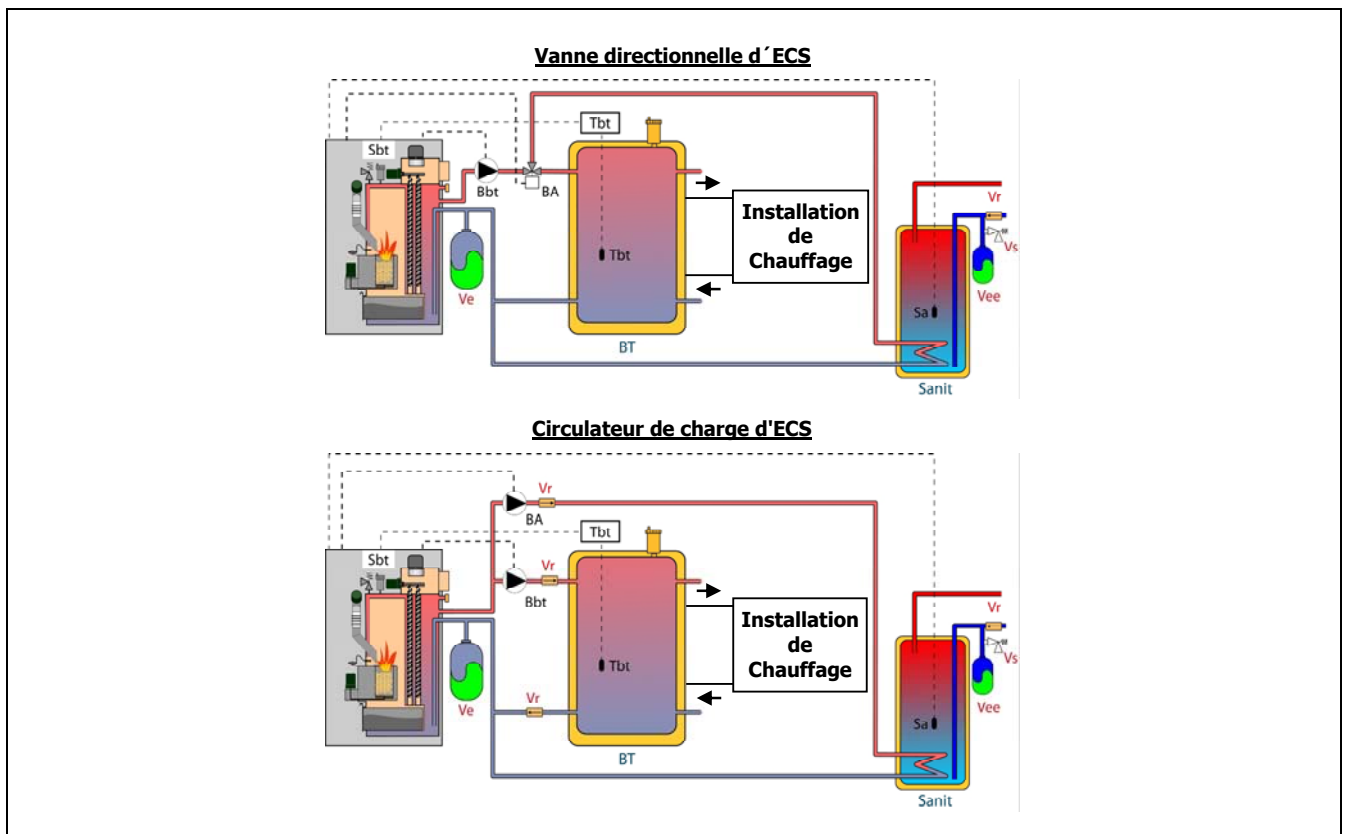 Vanne directionnelle d´ECS
Tbt
Sbt
Bbt
BA
Vr
Installation
de
Chauffage
Tbt
Vs
Ve
Vee
Sa
BT
Sanit
Circulateur de charge d'ECS
Vr
BA
Tbt
Sbt
Vr
Bbt
Vr
Installation
de
Chauffage
Tbt
Vs
Ve
Vr
Vee
Sa
BT
Sanit